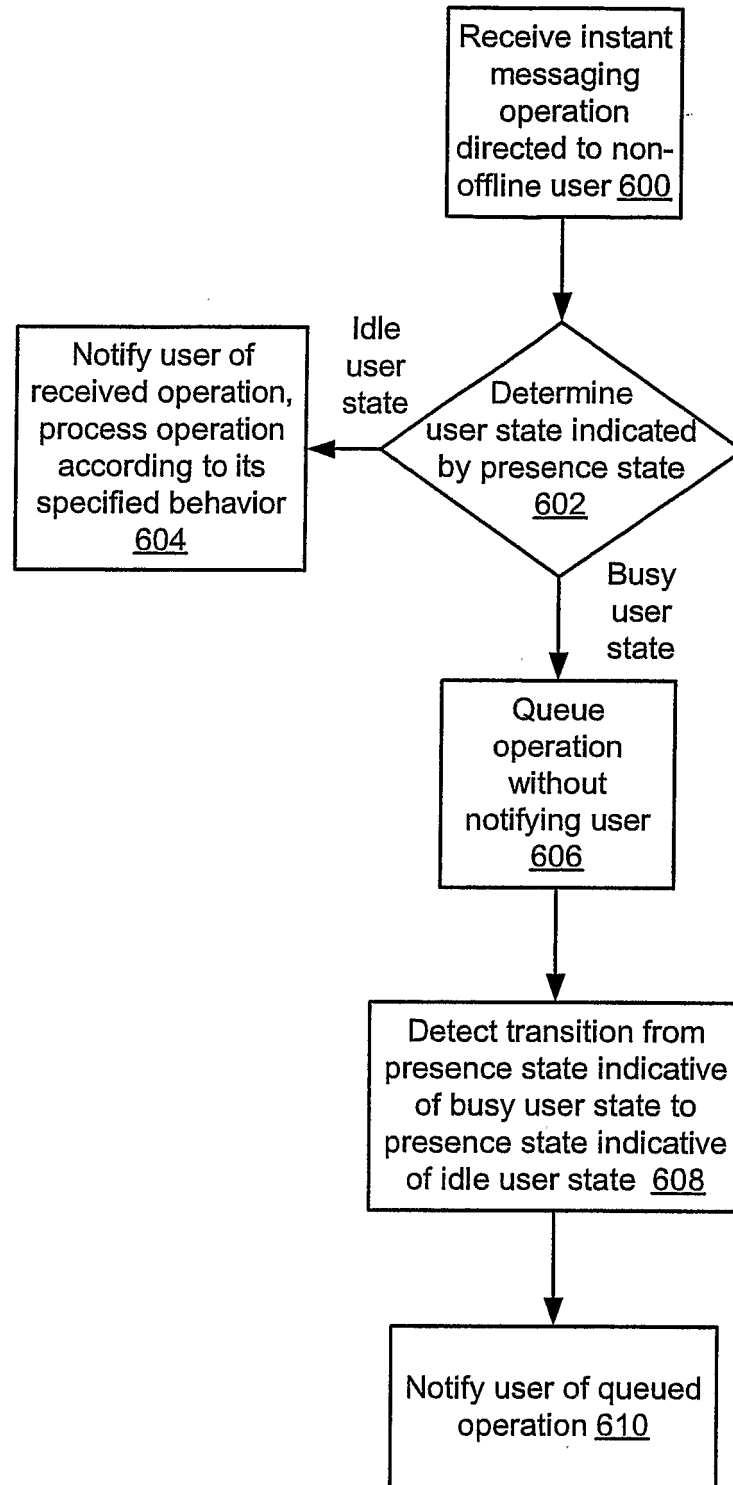 Receive instant
messaging
operation
directed to non-
offline user 600
Idle
user
state
Notify user of
received operation,
process operation
according to its
specified behavior
604
Determine
user state indicated
by presence state
602
Busy
user
state
Queue
operation
without
notifying user
606
Detect transition from
presence state indicative
of busy user state to
presence state indicative
of idle user state 608
Notify user of queued
operation 610